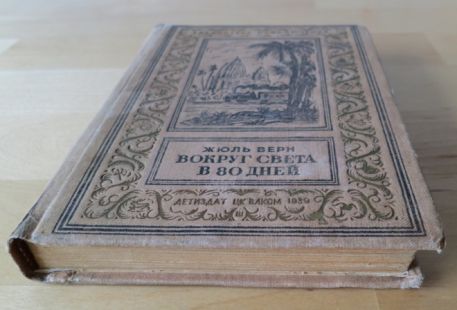 ЖЮЛЬ ВЕРН
ВОКРУГ СВЕТА
В 80 ДНЕЙ
ДЕТИЗДАТ ЦК ВЛКСМ 1939